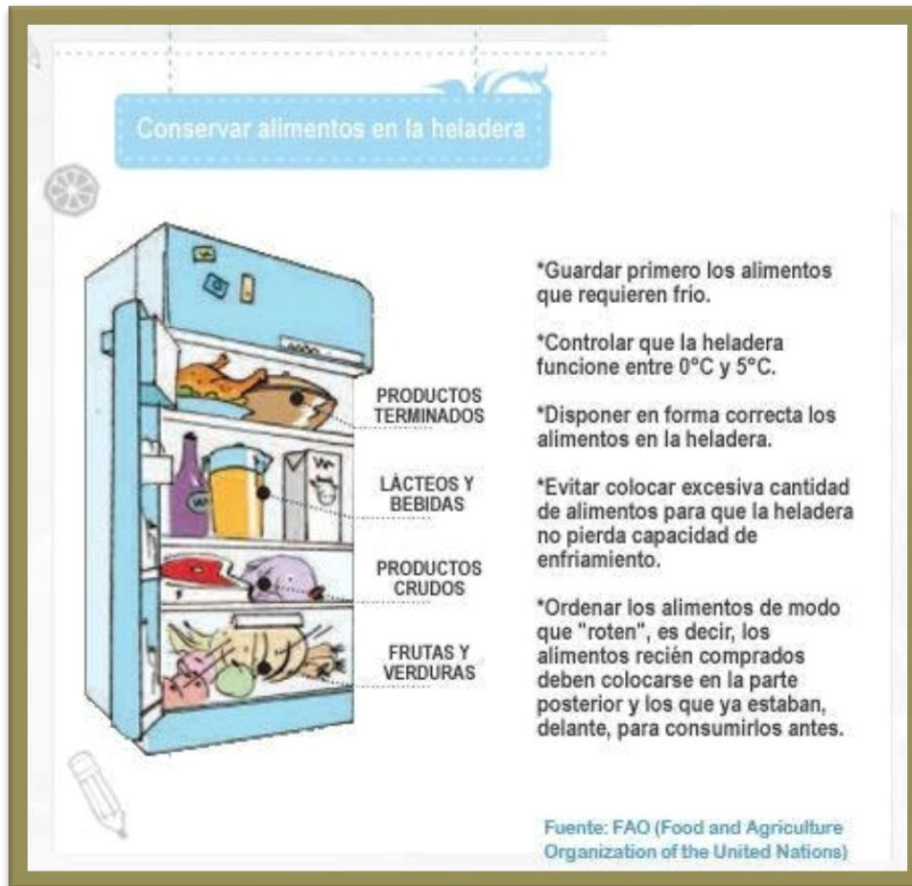 Conservar alimentos en la heladera
PRODUCTOS
TERMINADOS
LÁCTEOS Y
BEBIDAS
PRODUCTOS
CRUDOS
FRUTAS Y
VERDURAS
*Guardar primero los alimentos
que requieren frío.
*Controlar que la heladera
funcione entre 0°C y 5°C.
*Disponer en forma correcta los
alimentos en la heladera.
*Evitar colocar excesiva cantidad
de alimentos para que la heladera
no pierda capacidad de
enfriamiento.
*Ordenar los alimentos de modo
que "roten", es decir, los
alimentos recién comprados
deben colocarse en la parte
posterior y los que ya estaban,
delante, para consumirlos antes.
Fuente: FAO (Food and Agriculture
Organization of the United Nations)